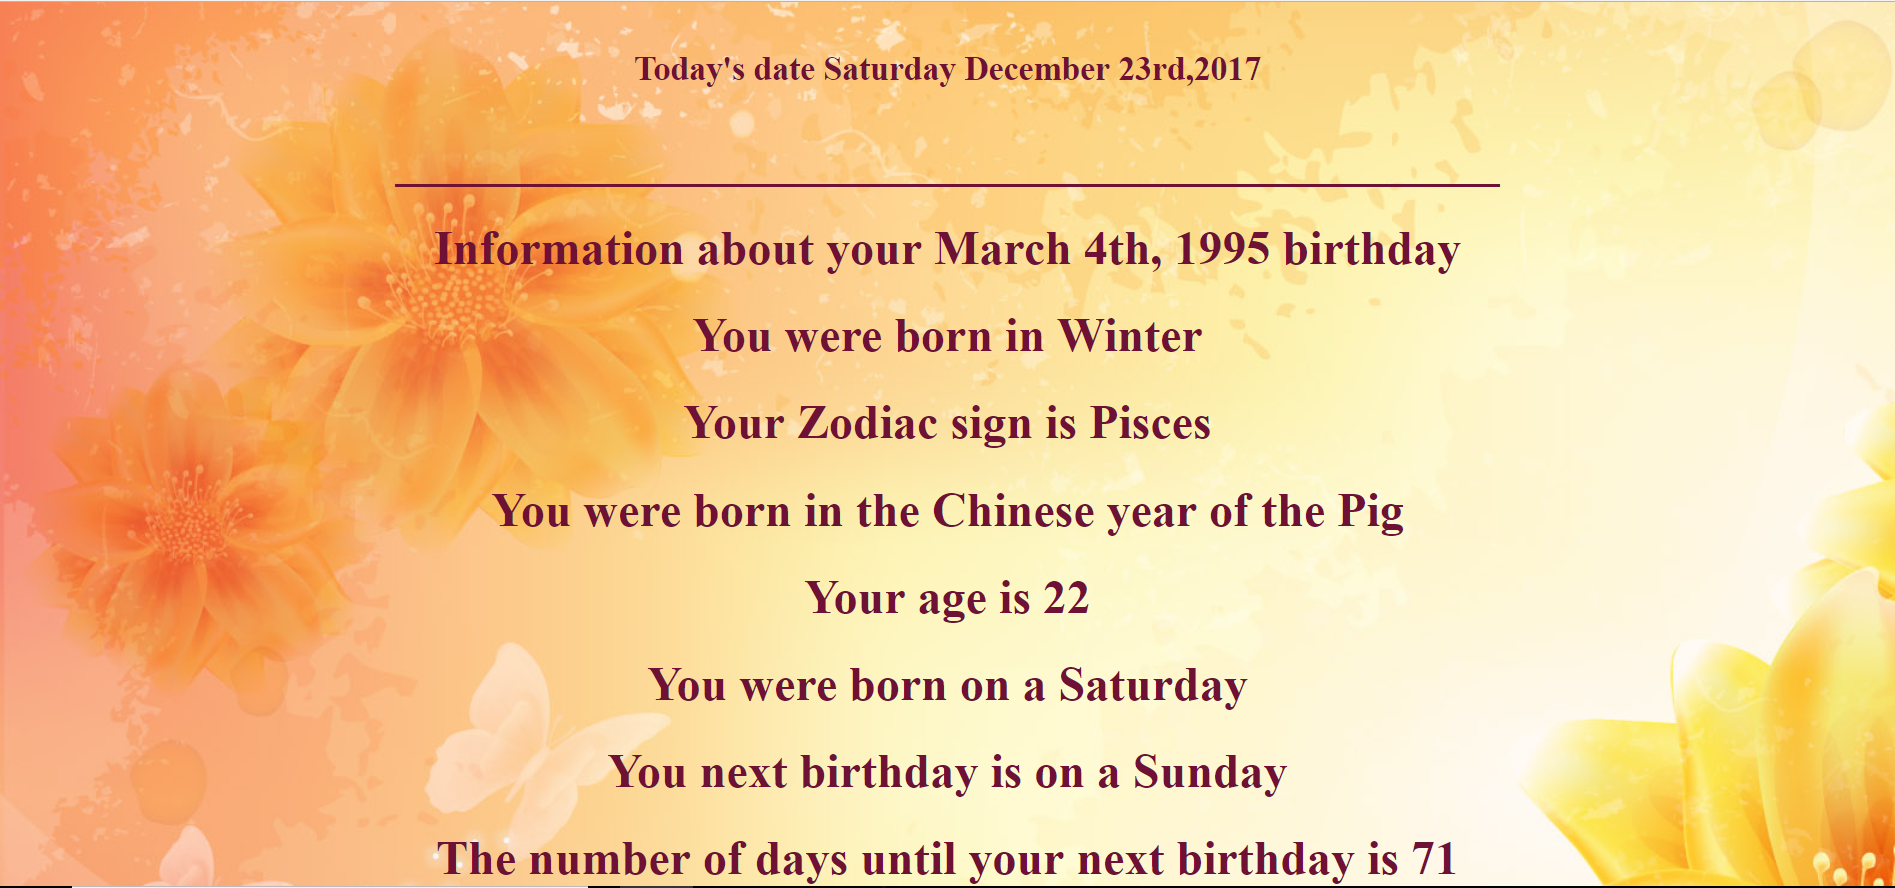 Today's date Saturday December 23rd,2017
Information about your March 4th, 1995 birthday
You were born in Winter
Your Zodiac sign is Pisces
You were born in the Chinese year of the Pig
Your age is 22
You were born on a Saturday
You next birthday is on a Sunday
The number of days until your next birthday is 71